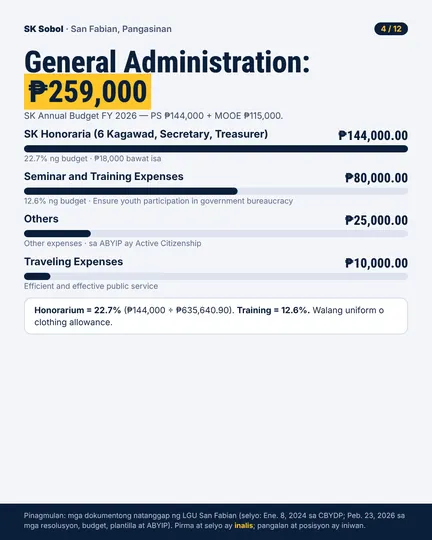 SK Sobol · San Fabian, Pangasinan
4 / 12
General Administration:
₱259,000
SK Annual Budget FY 2026 — PS ₱144,000 + MOOE ₱115,000.
SK Honoraria (6 Kagawad, Secretary, Treasurer)
₱144,000.00
22.7% ng budget · ₱18,000 bawat isa
Seminar and Training Expenses
₱80,000.00
12.6% ng budget · Ensure youth participation in government bureaucracy
Others
₱25,000.00
Other expenses · sa ABYIP ay Active Citizenship
Traveling Expenses
₱10,000.00
Efficient and effective public service
Honorarium = 22.7% (₱144,000 ÷ ₱635,640.90). Training = 12.6%. Walang uniform o
clothing allowance.
Pinagmulan: mga dokumentong natanggap ng LGU San Fabian (selyo: Ene. 8, 2024 sa CBYDP; Peb. 23, 2026 sa
mga resolusyon, budget, plantilla at ABYIP). Pirma at selyo ay inalis; pangalan at posisyon ay iniwan.